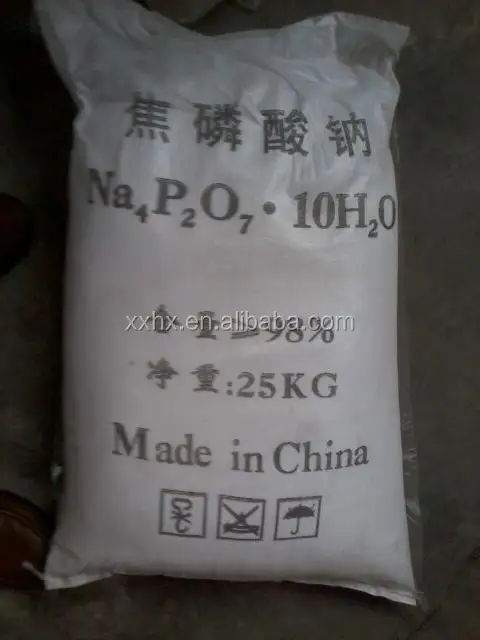 焦磷酸钠
Na₄P₂O₇·10H₂O
xxhx.en.alibaba.com
98%
净重:25KG
Made in China